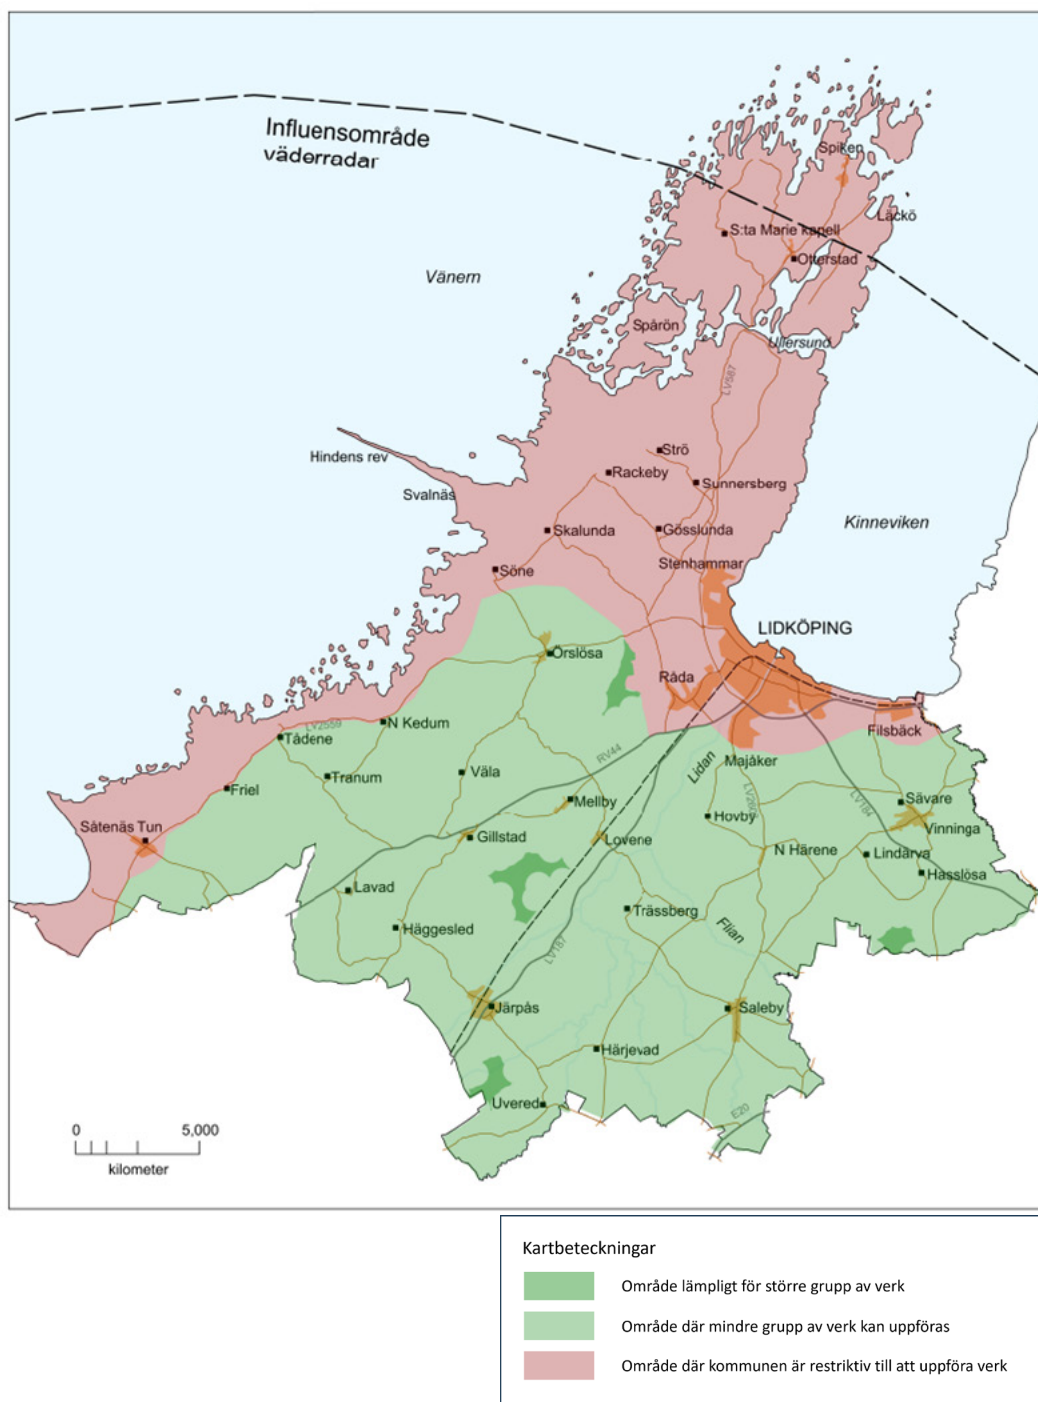 Influensområde
väderradar
Spiken
Läckö
S:ta Marie kapell
Otterstad
Vänern
Spårön
Ullersund
LV587
Hindens rev
Svalnäs
Strö
Rackeby
Sunnersberg
Kinneviken
Skalunda
Gösslunda
Stenhammar
Söne
LIDKÖPING
Örslösa
Råda
N Kedum
LV2559
Tådene
Filsbäck
RV44
Lidan
Majåker
Väla
Tranum
Friel
Mellby
LV184
Sävare
Hovby
Vinninga
Såtenäs Tun
Gillstad
Lovene
N Härene
Lindärva
Hasslösa
Lavad
Trässberg
Häggesled
Flian
LV187
Järpås
Saleby
Härjevad
Uvered
E20
0 5,000
kilometer
Kartbeteckningar
Område lämpligt för större grupp av verk
Område där mindre grupp av verk kan uppföras
Område där kommunen är restriktiv till att uppföra verk